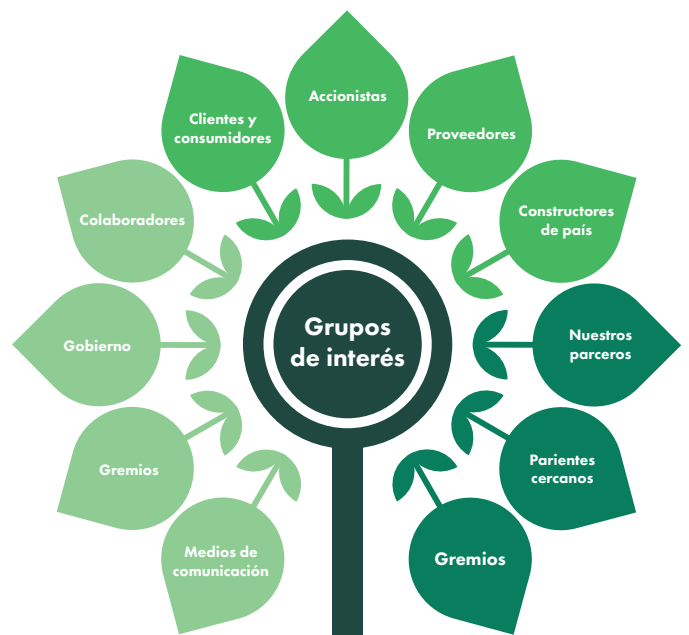 Accionistas
Clientes y
consumidores
Proveedores
Colaboradores
Constructores
de país
Grupos
de interés
Gobierno
Nuestros
parceros
Gremios
Parientes
cercanos
Medios de
comunicación
Gremios